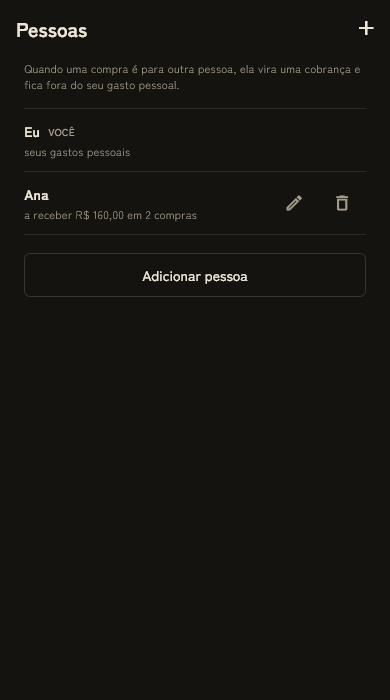 Pessoas
Quando uma compra é para outra pessoa, ela vira uma cobrança e
fica fora do seu gasto pessoal.
Eu VOCÊ
seus gastos pessoais
Ana
a receber R$ 160,00 em 2 compras
Adicionar pessoa